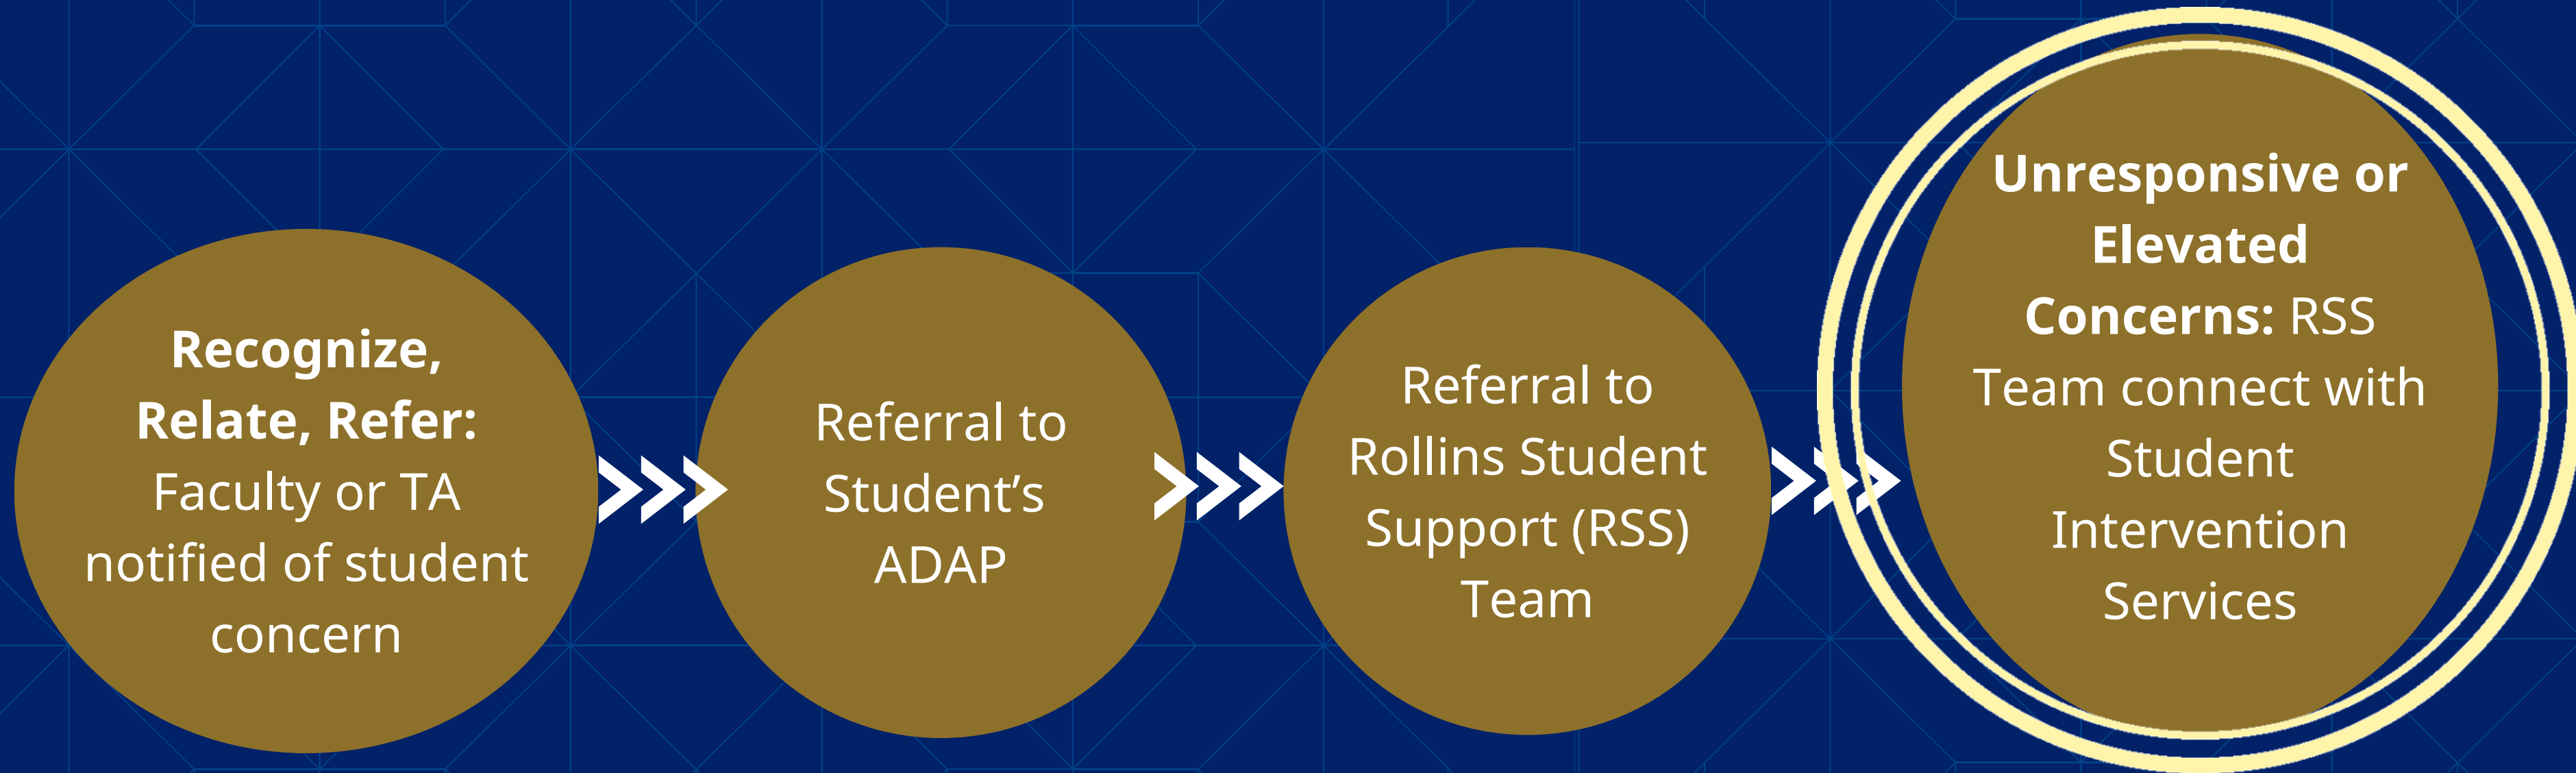 Recognize,
Relate, Refer:
Faculty or TA
notified of student
concern
Referral to
Student’s
ADAP
Referral to
Rollins Student
Support (RSS)
Team
Unresponsive or
Elevated
Concerns: RSS
Team connect with
Student
Intervention
Services